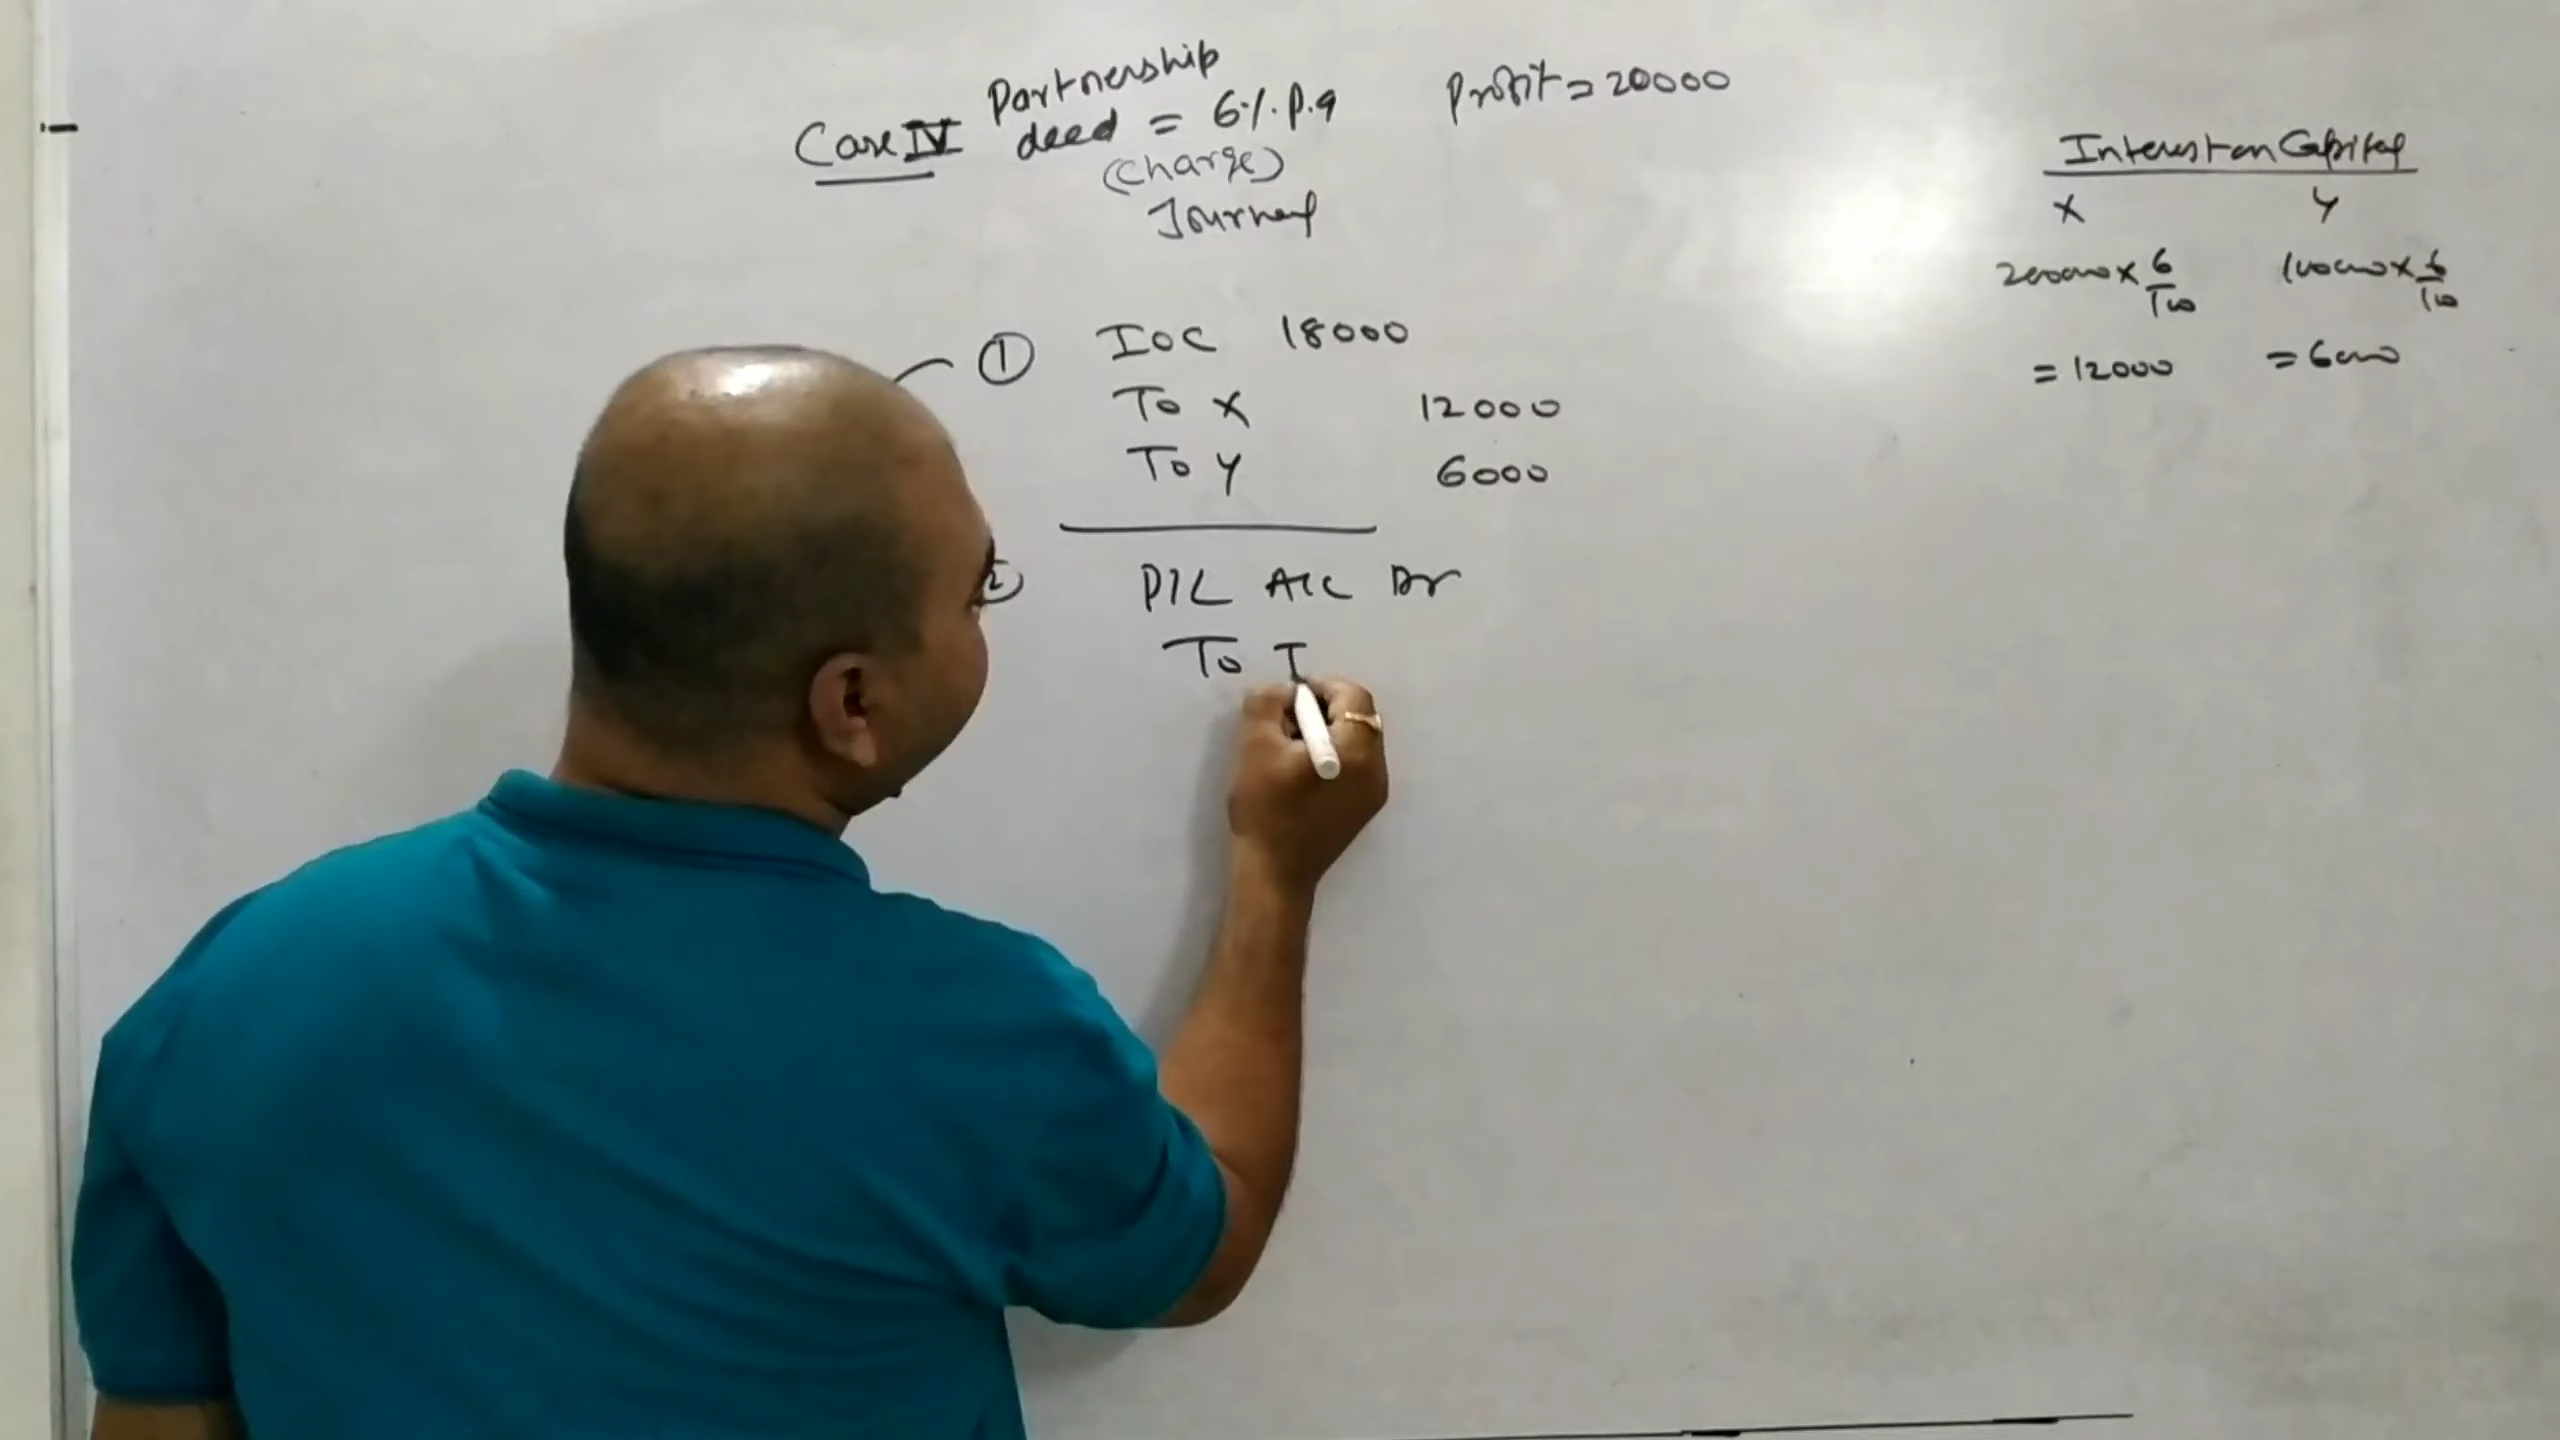 Partnership
Case IV deed = 6% P.a Profit = 20000
(Charge)
Journal
① IOC 18000
To X 12000
To Y 6000
② P/L A/C Dr
To I
Interest on Capital
X Y
200000 × 6/100 100000 × 6/100
= 12000 = 6000